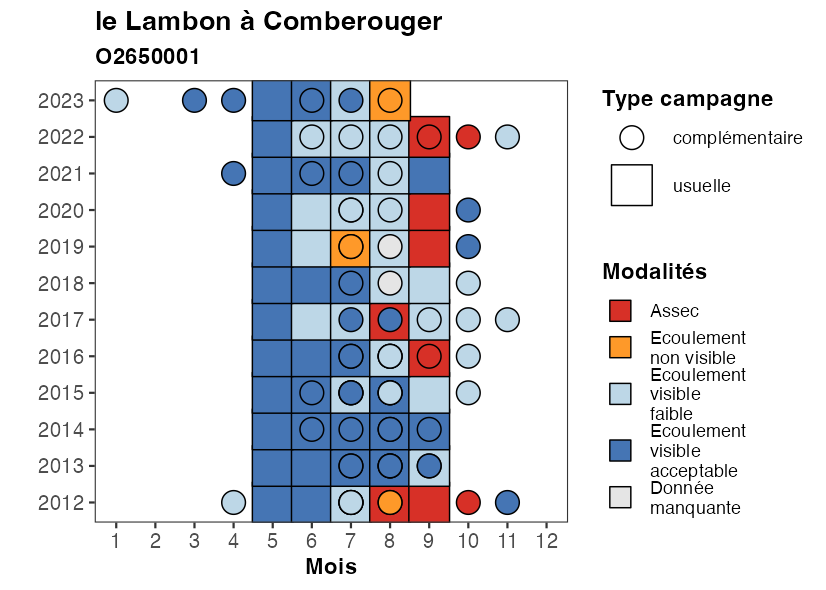 le Lambon à Comberouger
O2650001
2023
2022
2021
2020
2019
2018
2017
2016
2015
2014
2013
2012
1 2 3 4 5 6 7 8 9 10 11 12
Mois
Type campagne
complémentaire
usuelle
Modalités
Assec
Ecoulement
non visible
Ecoulement
visible
faible
Ecoulement
visible
acceptable
Donnée
manquante